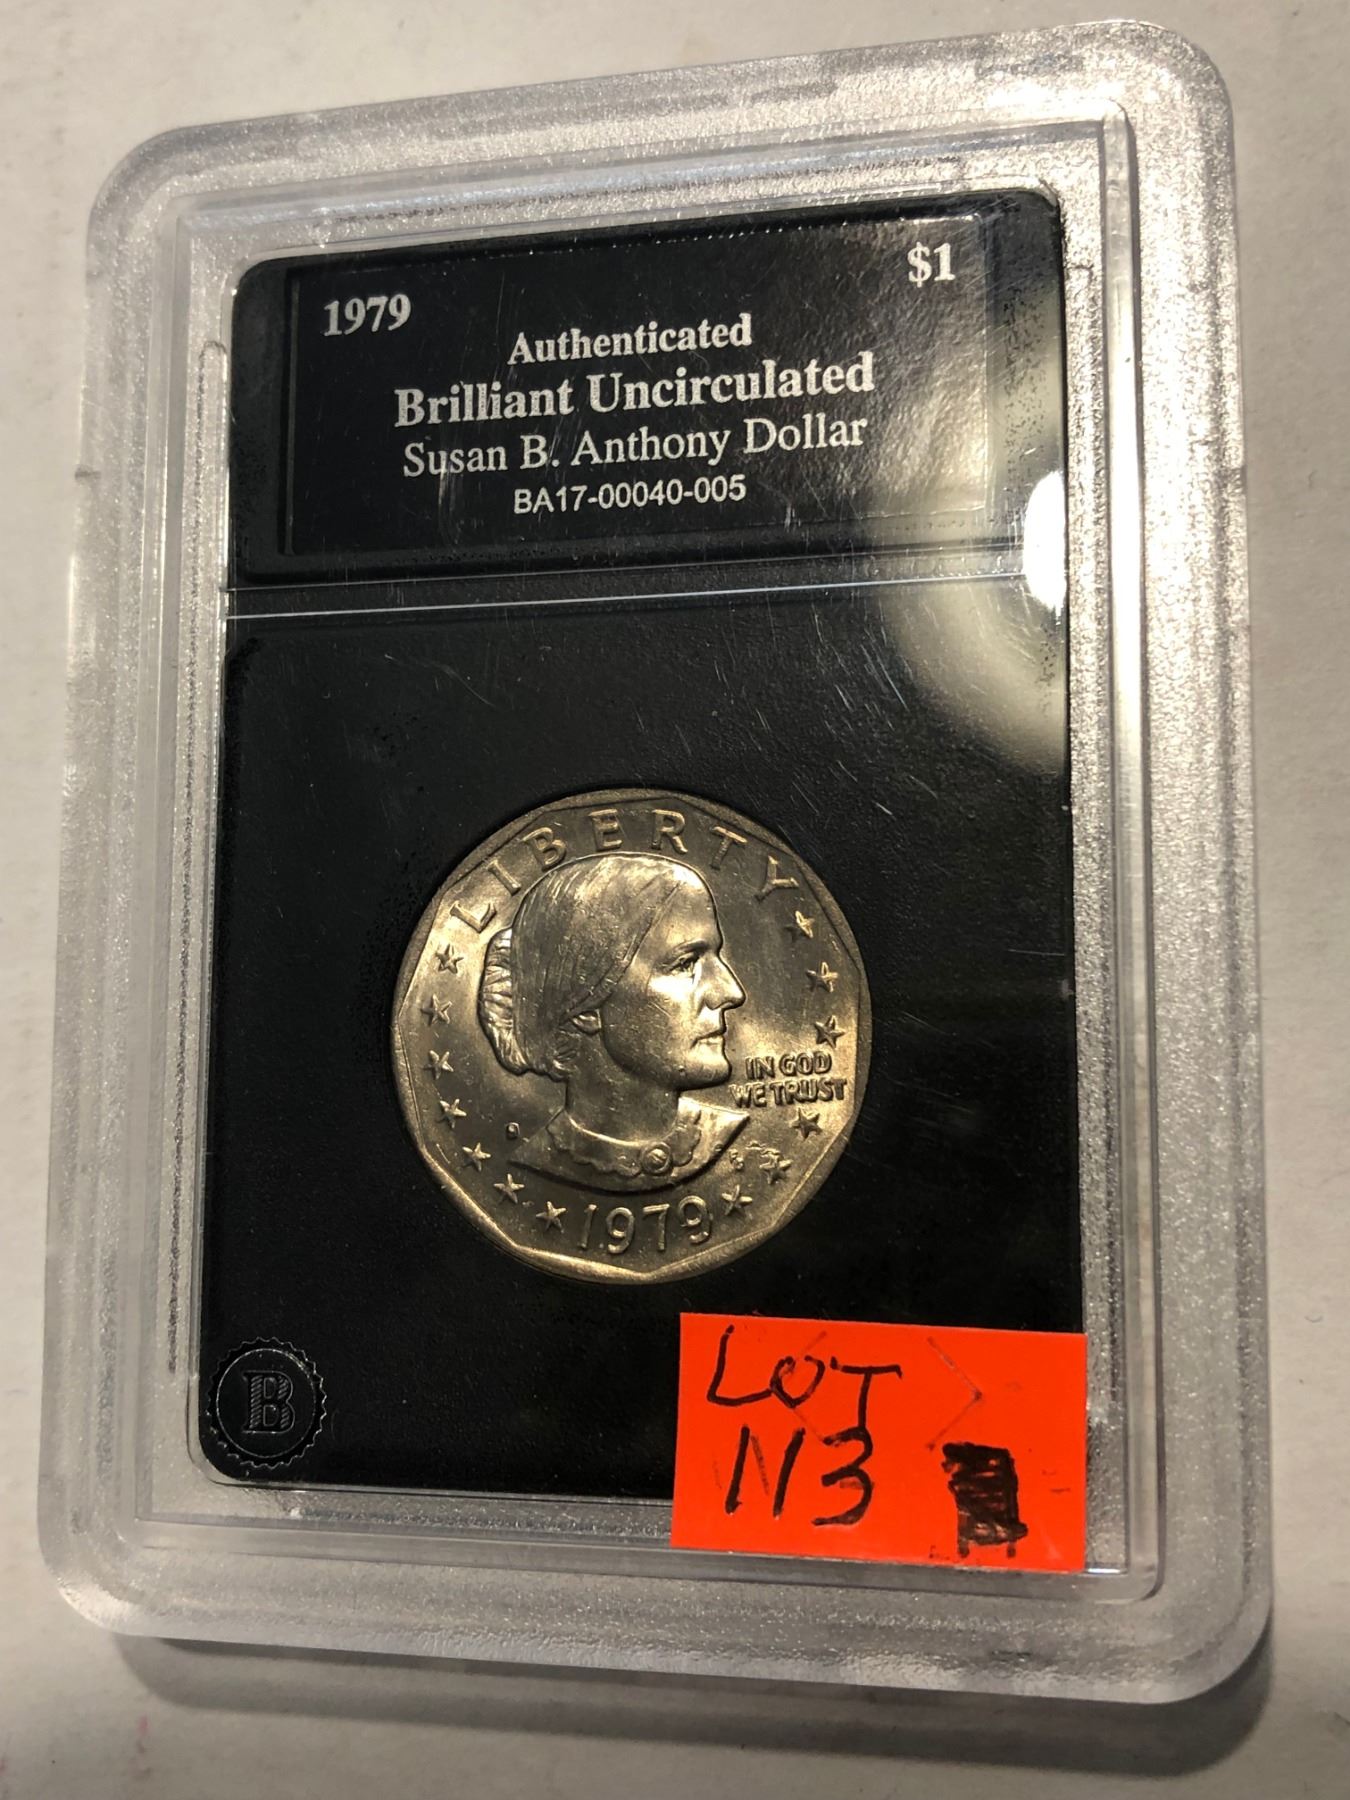 1979
$1
Authenticated
Brilliant Uncirculated
Susan B. Anthony Dollar
BA17-00040-005
LIBERTY
IN GOD
WE TRUST
1979
B
LOT
113